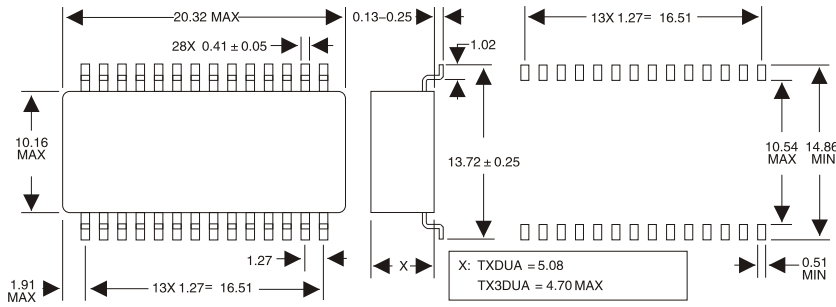 20.32 MAX
0.13–0.25
13X 1.27= 16.51
28X 0.41 ± 0.05
1.02
10.16
MAX
13.72 ± 0.25
10.54
MAX
14.86
MIN
1.27
1.91
MAX
13X 1.27= 16.51
X
X: TXDUA = 5.08
TX3DUA = 4.70 MAX
0.51
MIN